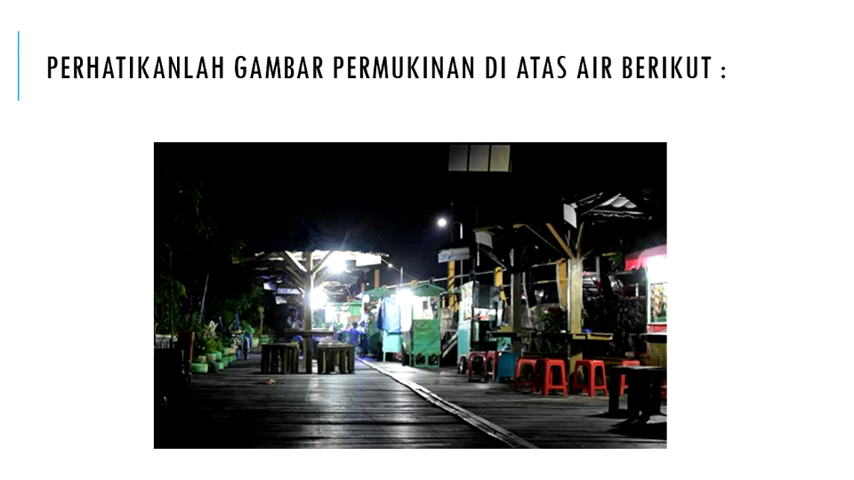 PERHATIKANLAH GAMBAR PERMUKINAN DI ATAS AIR BERIKUT :